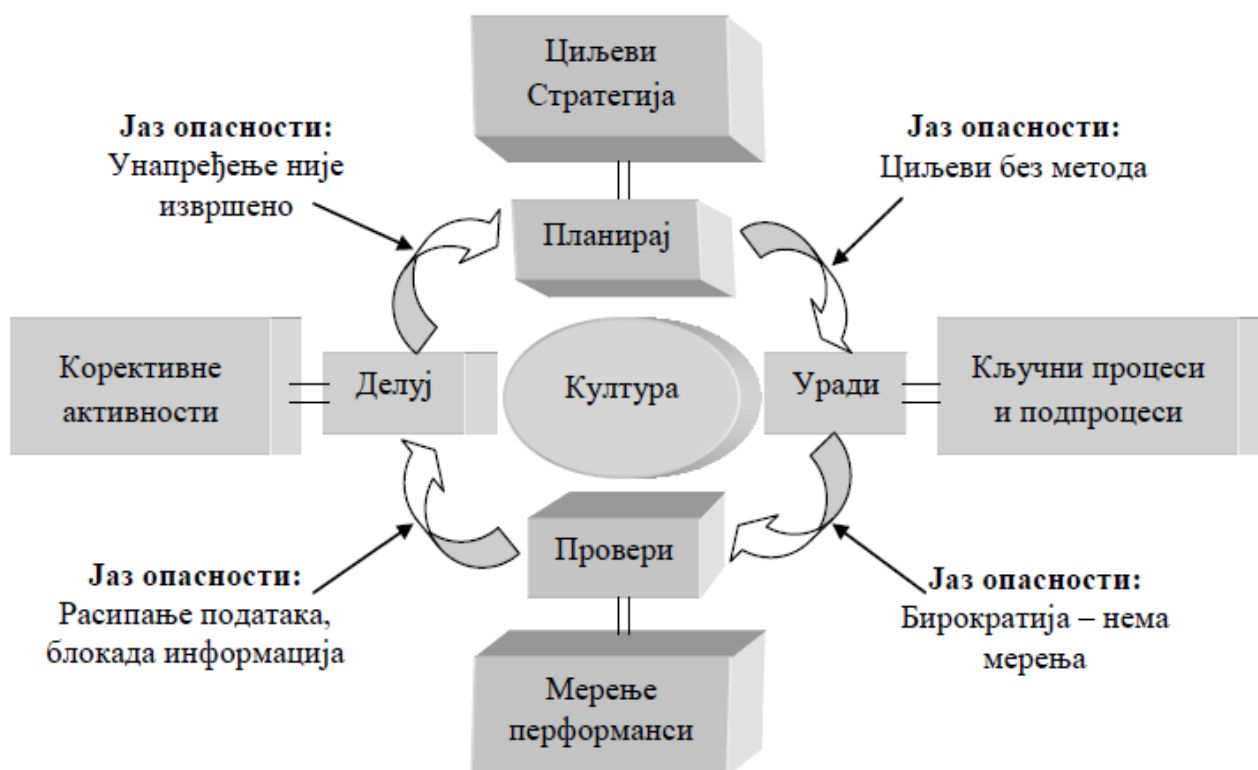 Циљеви
Стратегија
Јаз опасности:
Унапређење није
извршено
Јаз опасности:
Циљеви без метода
Планирај
Корективне
активности
Делуј
Култура
Уради
Кључни процеси
и подпроцеси
Провери
Јаз опасности:
Расипање података,
блокада информација
Јаз опасности:
Бирократија – нема
мерења
Мерење
перформанси